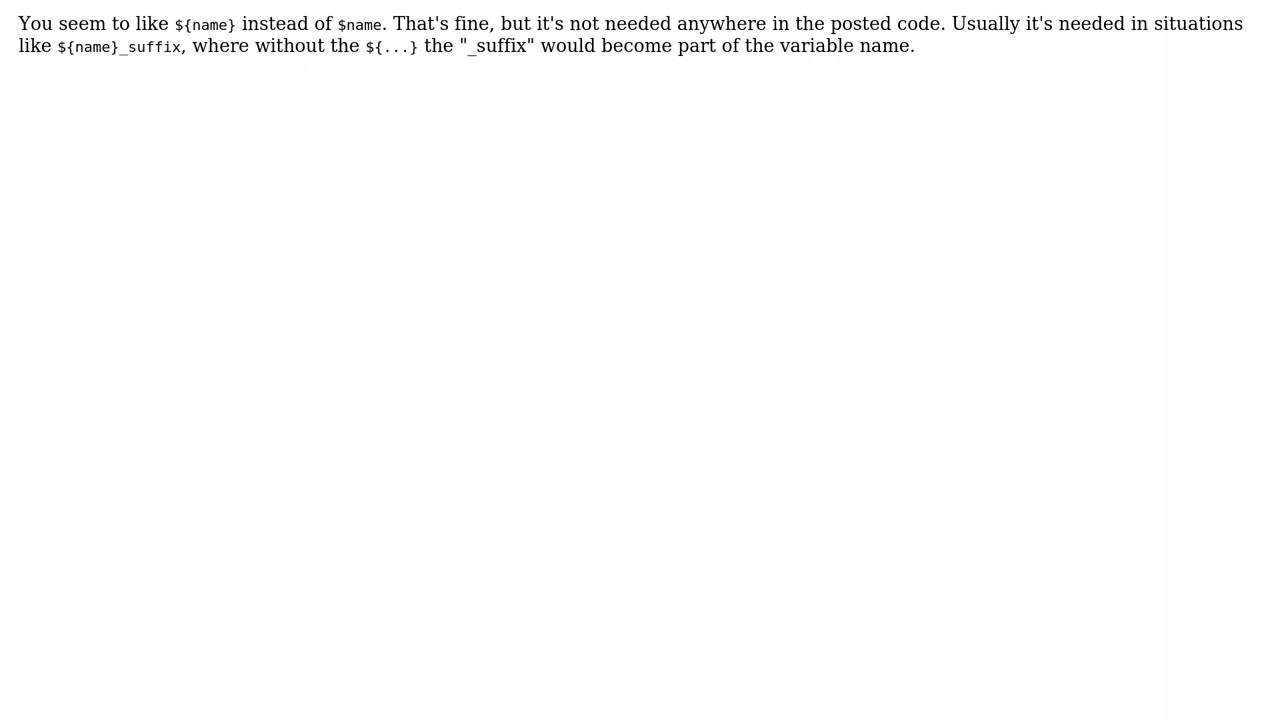 You seem to like ${name} instead of $name. That's fine, but it's not needed anywhere in the posted code. Usually it's needed in situations
like ${name}_suffix, where without the ${...} the "_suffix" would become part of the variable name.